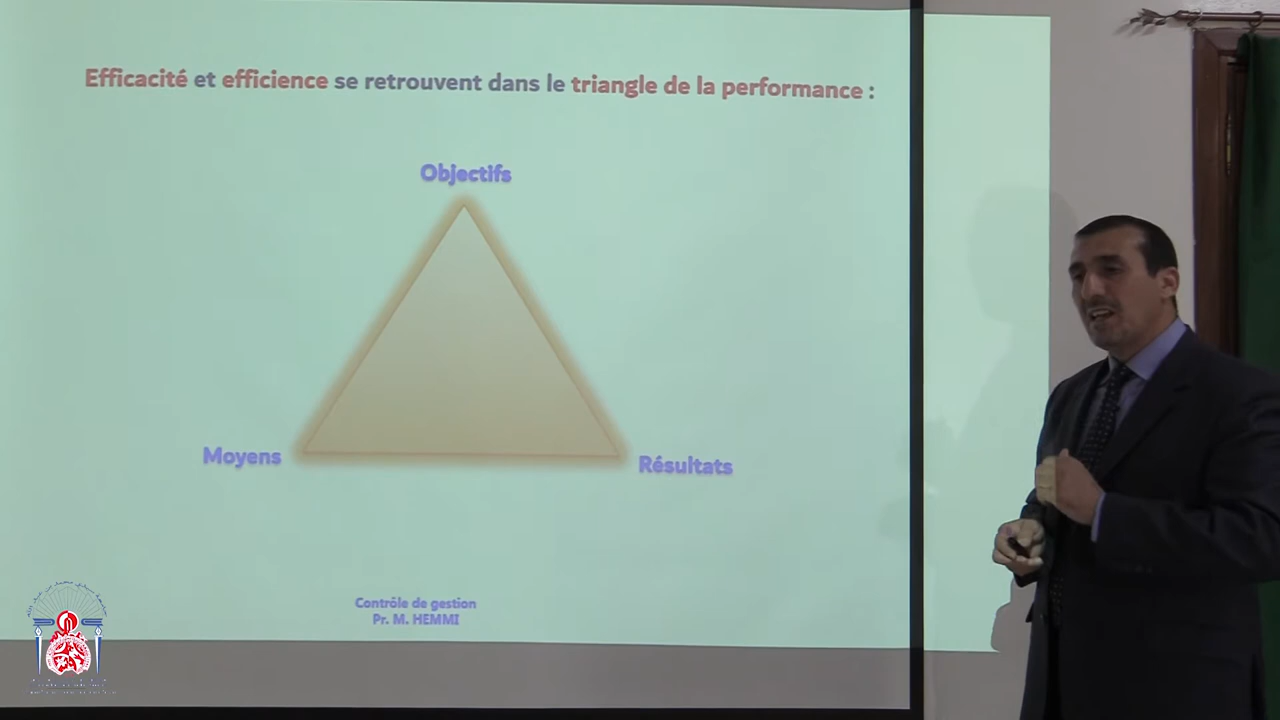 Efficacité et efficience se retrouvent dans le triangle de la performance :
Objectifs
Moyens
Résultats
Contrôle de gestion
Pr. M. HEMMI